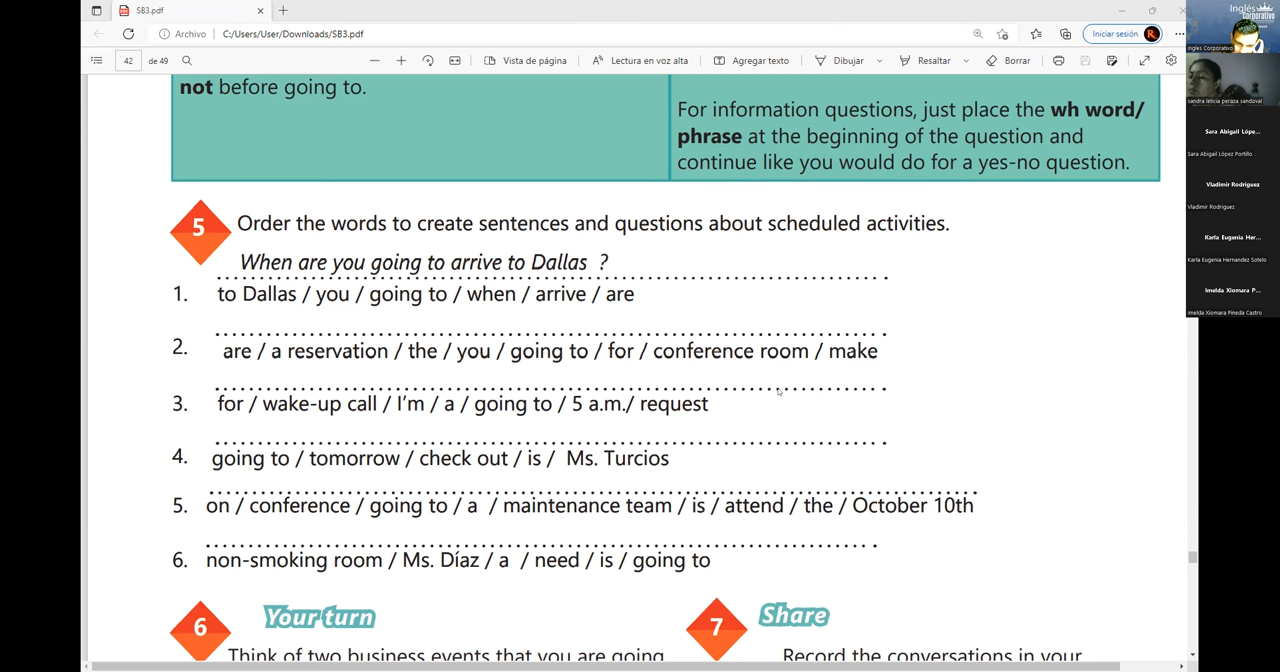 SB3.pdf
Archivo C:/Users/User/Downloads/SB3.pdf Iniciar sesión
42 de 49 Vista de página Lectura en voz alta Agregar texto Dibujar Resaltar Borrar
not before going to.
For information questions, just place the wh word/
phrase at the beginning of the question and
continue like you would do for a yes-no question.
5 Order the words to create sentences and questions about scheduled activities.
When are you going to arrive to Dallas ?
1. to Dallas / you / going to / when / arrive / are
2. are / a reservation / the / you / going to / for / conference room / make
3. for / wake-up call / I'm / a / going to / 5 a.m./ request
4. going to / tomorrow / check out / is / Ms. Turcios
5. on / conference / going to / a / maintenance team / is / attend / the / October 10th
6. non-smoking room / Ms. Díaz / a / need / is / going to
6 Your turn
Think of two business events that you are going
7 Share
Record the conversations in your
Inglés
Corporativo
Ingles Corporativo
sandra leticia peraza sandoval
Sara Abigail Lópe...
Sara Abigail López Portillo
Vladimir Rodriguez
Vladimir Rodriguez
Karla Eugenia Her...
Karla Eugenia Hernandez Sotelo
Imelda Xiomara P...
Imelda Xiomara Pineda Castro